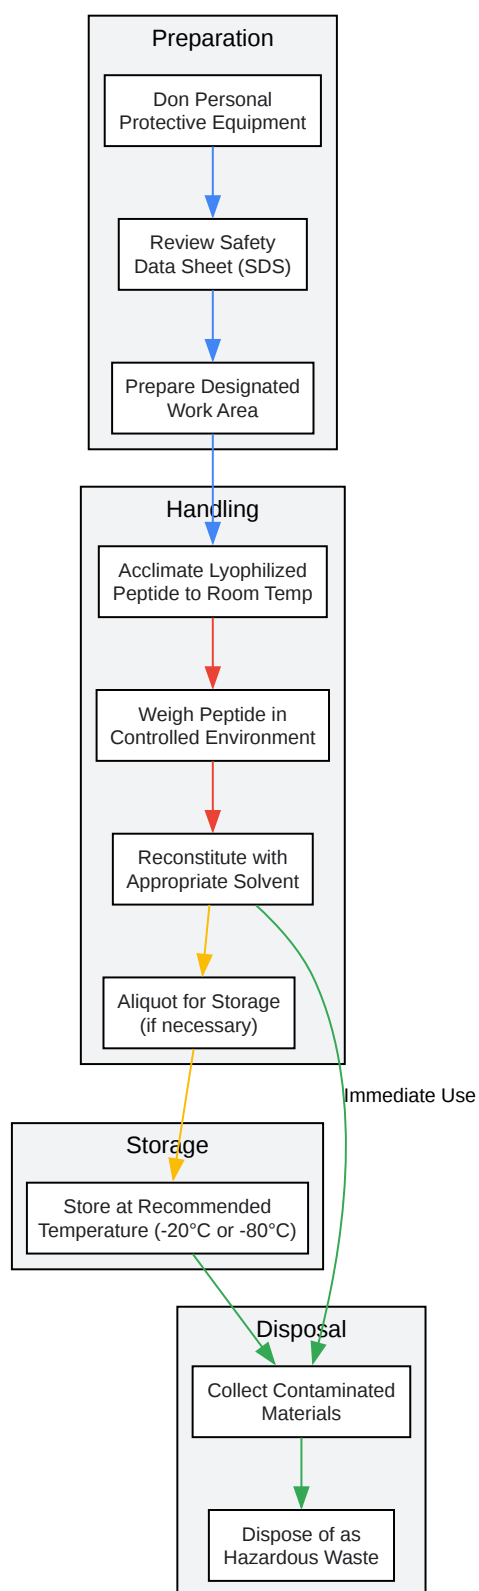 Preparation
Don Personal
Protective Equipment
Review Safety
Data Sheet (SDS)
Prepare Designated
Work Area
Handling
Acclimate Lyophilized
Peptide to Room Temp
Weigh Peptide in
Controlled Environment
Reconstitute with
Appropriate Solvent
Aliquot for Storage
(if necessary)
Immediate Use
Storage
Store at Recommended
Temperature (-20°C or -80°C)
Disposal
Collect Contaminated
Materials
Dispose of as
Hazardous Waste